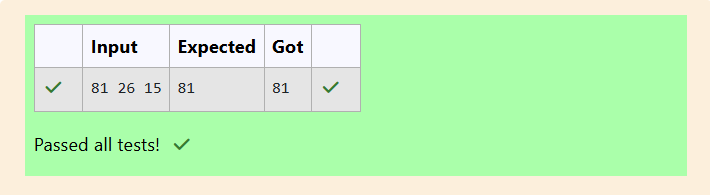 Input Expected Got
81 26 15 81 81
Passed all tests!